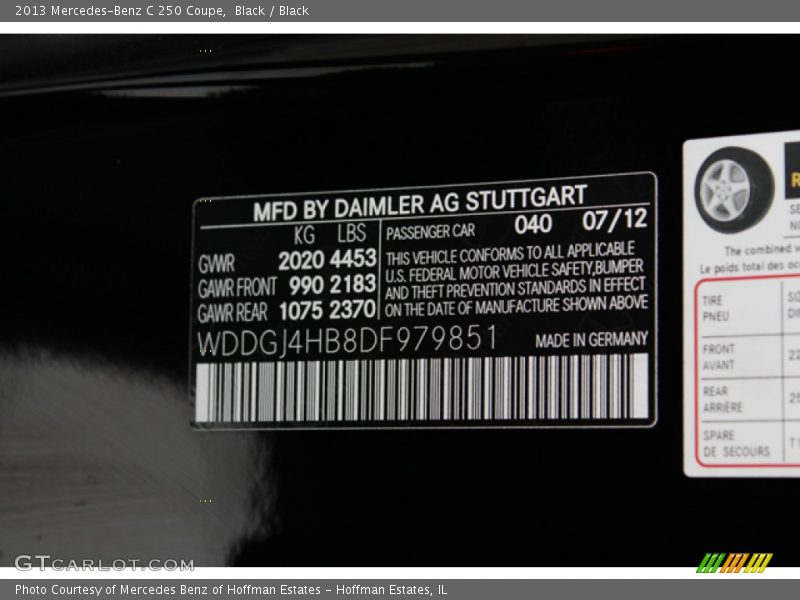 2013 Mercedes-Benz C 250 Coupe, Black / Black
MFD BY DAIMLER AG STUTTGART
KG LBS
GVWR 2020 4453
GAWR FRONT 990 2183
GAWR REAR 1075 2370
PASSENGER CAR 040 07/12
THIS VEHICLE CONFORMS TO ALL APPLICABLE
U.S. FEDERAL MOTOR VEHICLE SAFETY,BUMPER
AND THEFT PREVENTION STANDARDS IN EFFECT
ON THE DATE OF MANUFACTURE SHOWN ABOVE
WDDGJ4HB8DF979851 MADE IN GERMANY
The combined
Le poids total des
TIRE
PNEU
FRONT
AVANT
REAR
ARRIÈRE
SPARE
DE SECOURS
GTCARLOT.COM
Photo Courtesy of Mercedes Benz of Hoffman Estates - Hoffman Estates, IL